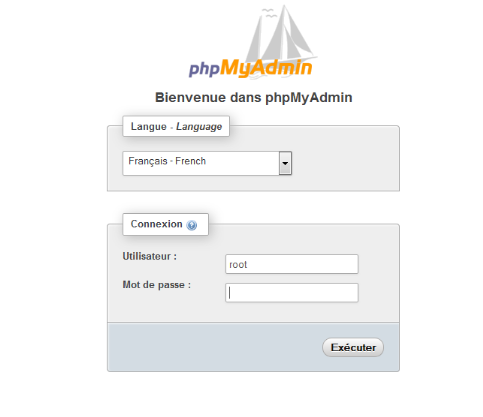 phpMyAdmin
Bienvenue dans phpMyAdmin
Langue - Language
Français - French
Connexion
Utilisateur :
root
Mot de passe :
Exécuter